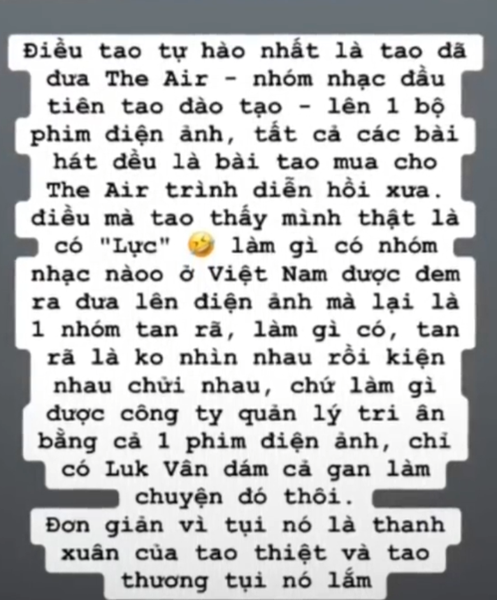 Điều tao tự hào nhất là tao đã
đưa The Air - nhóm nhạc đầu
tiên tao đào tạo - lên 1 bộ
phim điện ảnh, tất cả các bài
hát đều là bài tao mua cho
The Air trình diễn hồi xưa.
điều mà tao thấy mình thật là
có "Lực" 🤣 làm gì có nhóm
nhạc nàoo ở Việt Nam được đem
ra đưa lên điện ảnh mà lại là
1 nhóm tan rã, làm gì có, tan
rã là ko nhìn nhau rồi kiện
nhau chửi nhau, chứ làm gì
được công ty quản lý tri ân
bằng cả 1 phim điện ảnh, chỉ
có Luk Vân dám cả gan làm
chuyện đó thôi.
Đơn giản vì tụi nó là thanh
xuân của tao thiệt và tao
thương tụi nó lắm